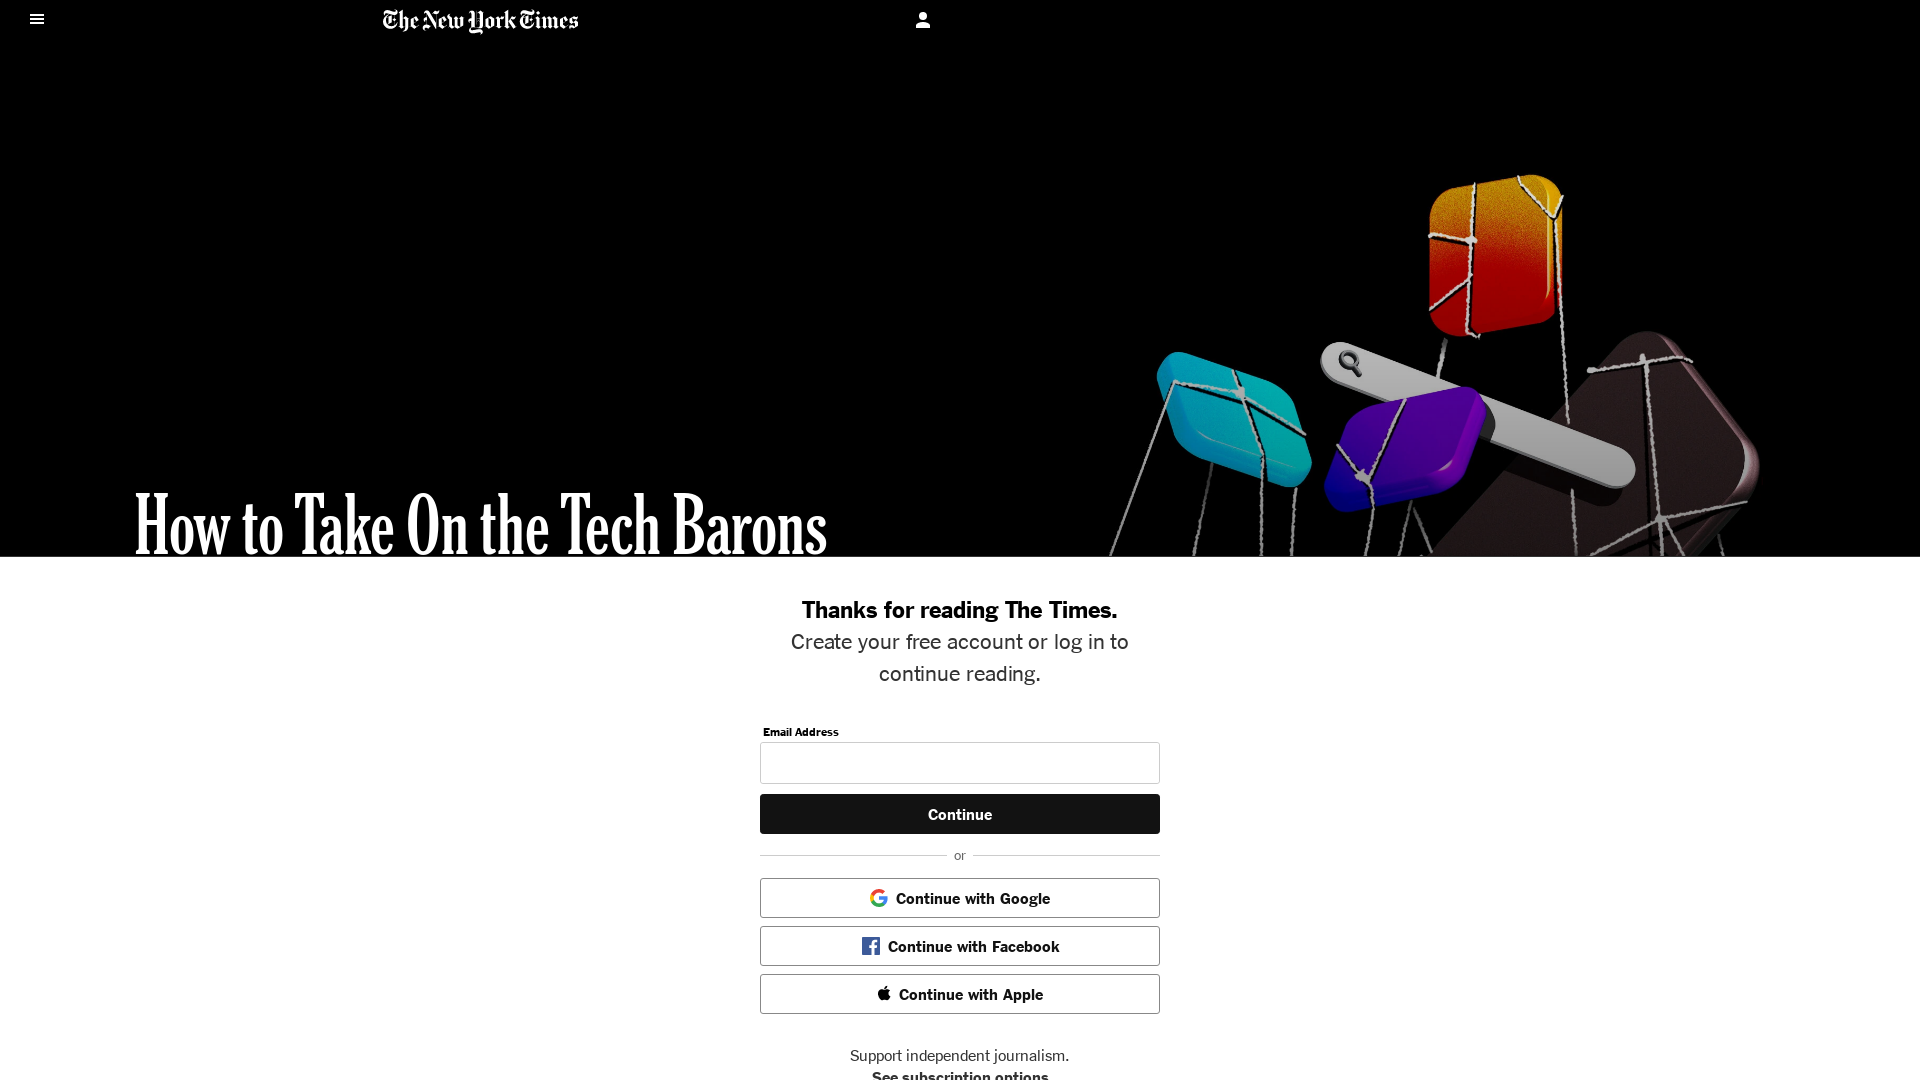 The New York Times
How to Take On the Tech Barons
Thanks for reading The Times.
Create your free account or log in to
continue reading.
Email Address
Continue
or
Continue with Google
Continue with Facebook
Continue with Apple
Support independent journalism.
See subscription options